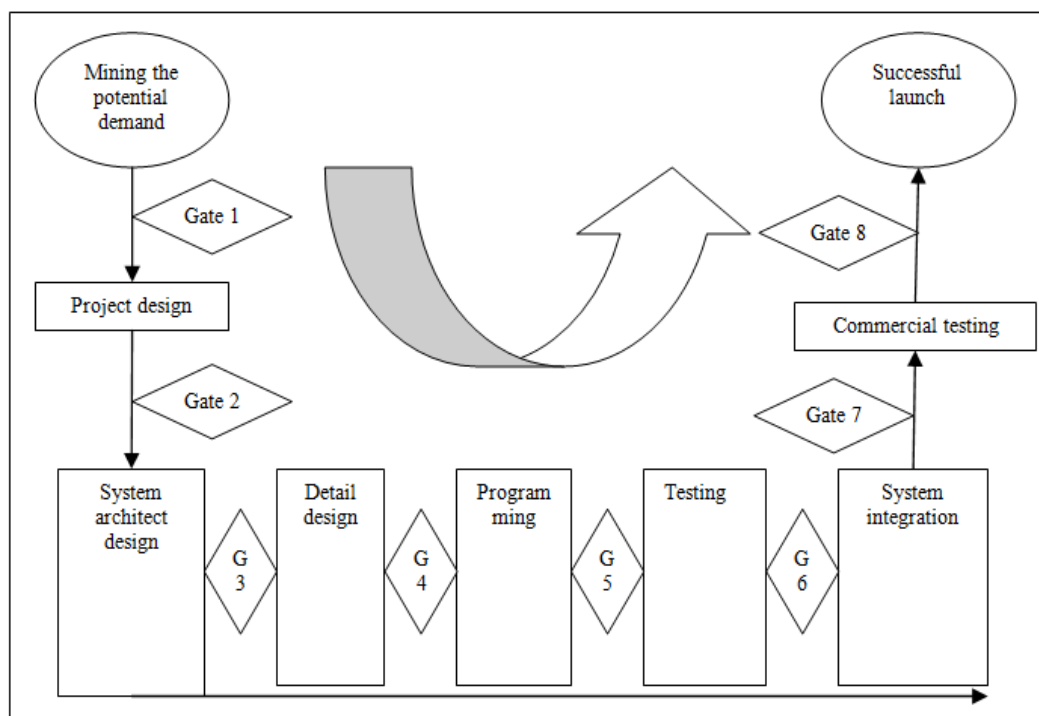 Mining the
potential
demand
Successful
launch
Gate 1
Gate 8
Project design
Commercial testing
Gate 2
Gate 7
System
architect
design
Detail
design
Program
ming
Testing
System
integration
G
3
G
4
G
5
G
6